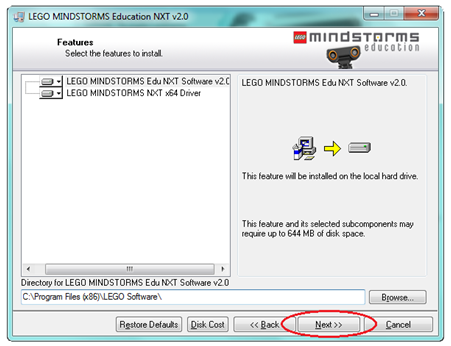 LEGO MINDSTORMS Education NXT v2.0
Features
Select the features to install.
LEGO mindstorms
education
LEGO MINDSTORMS Edu NXT Software v2.0
LEGO MINDSTORMS NXT x64 Driver
LEGO MINDSTORMS Edu NXT Software v2.0.
This feature will be installed on the local hard drive.
This feature and its selected subcomponents may
require up to 644 MB of disk space.
Directory for LEGO MINDSTORMS Edu NXT Software v2.0
C:\Program Files (x86)\LEGO Software\
Browse...
Restore Defaults
Disk Cost
<< Back
Next >>
Cancel